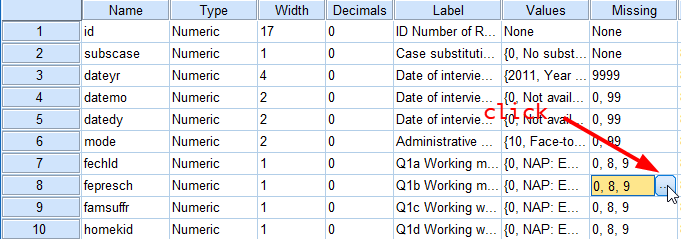 Name Type Width Decimals Label Values Missing
1 id Numeric 17 0 ID Number of R... None None
2 subscase Numeric 1 0 Case substituti... {0, No subst... None
3 dateyr Numeric 4 0 Date of intervie... {2011, Year ... 9999
4 datemo Numeric 2 0 Date of intervie... {0, Not avail... 0, 99
5 datedy Numeric 2 0 Date of intervie... {0, Not avail... 0, 99
click
6 mode Numeric 2 0 Administrative ... {10, Face-to... 0, 99
7 fechld Numeric 1 0 Q1a Working m... {0, NAP: E... 0, 8, 9
8 fepresch Numeric 1 0 Q1b Working m... {0, NAP: E... 0, 8, 9 ...
9 famsuffr Numeric 1 0 Q1c Working w... {0, NAP: E... 0, 8, 9
10 homekid Numeric 1 0 Q1d Working w... {0, NAP: E... 0, 8, 9